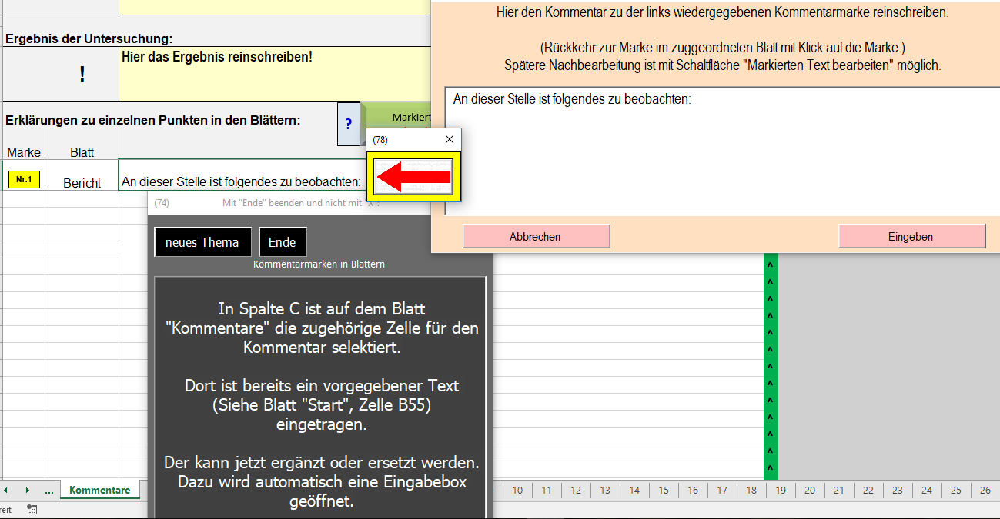 Ergebnis der Untersuchung:
!
Hier das Ergebnis reinschreiben!
Erklärungen zu einzelnen Punkten in den Blättern:
?
Markiert
Marke
Blatt
Nr.1
Bericht
An dieser Stelle ist folgendes zu beobachten:
(78)
Hier den Kommentar zu der links wiedergegebenen Kommentarmarke reinschreiben.
(Rückkehr zur Marke im zuggeordneten Blatt mit Klick auf die Marke.)
Spätere Nachbearbeitung ist mit Schaltfläche "Markierten Text bearbeiten" möglich.
An dieser Stelle ist folgendes zu beobachten:
Abbrechen
Eingeben
(74)
Mit "Ende" beenden und nicht mit "X".
neues Thema
Ende
Kommentarmarken in Blättern
In Spalte C ist auf dem Blatt
"Kommentare" die zugehörige Zelle für den
Kommentar selektiert.
Dort ist bereits ein vorgegebener Text
(Siehe Blatt "Start", Zelle B55)
eingetragen.
Der kann jetzt ergänzt oder ersetzt werden.
Dazu wird automatisch eine Eingabebox
geöffnet.
... Kommentare
10 11 12 13 14 15 16 17 18 19 20 21 22 23 24 25 26
reit